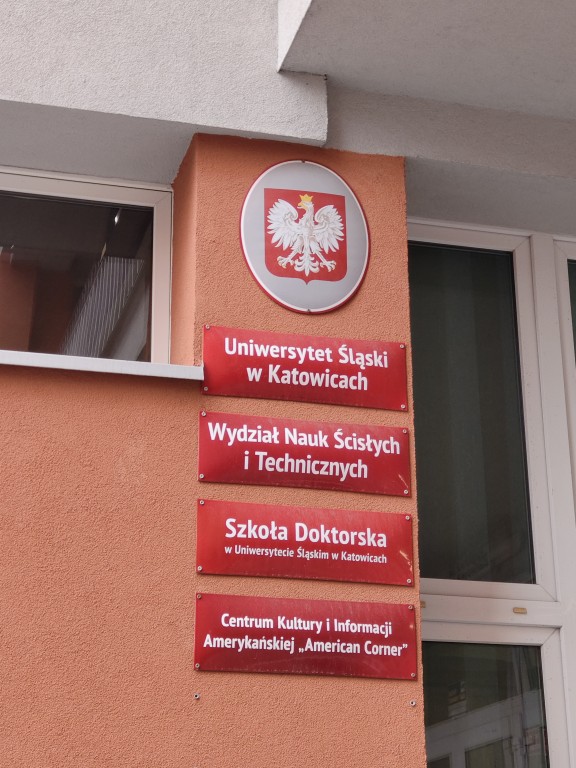 Uniwersytet Śląski
w Katowicach
Wydział Nauk Ścisłych
i Technicznych
Szkoła Doktorska
w Uniwersytecie Śląskim w Katowicach
Centrum Kultury i Informacji
Amerykańskiej „American Corner”